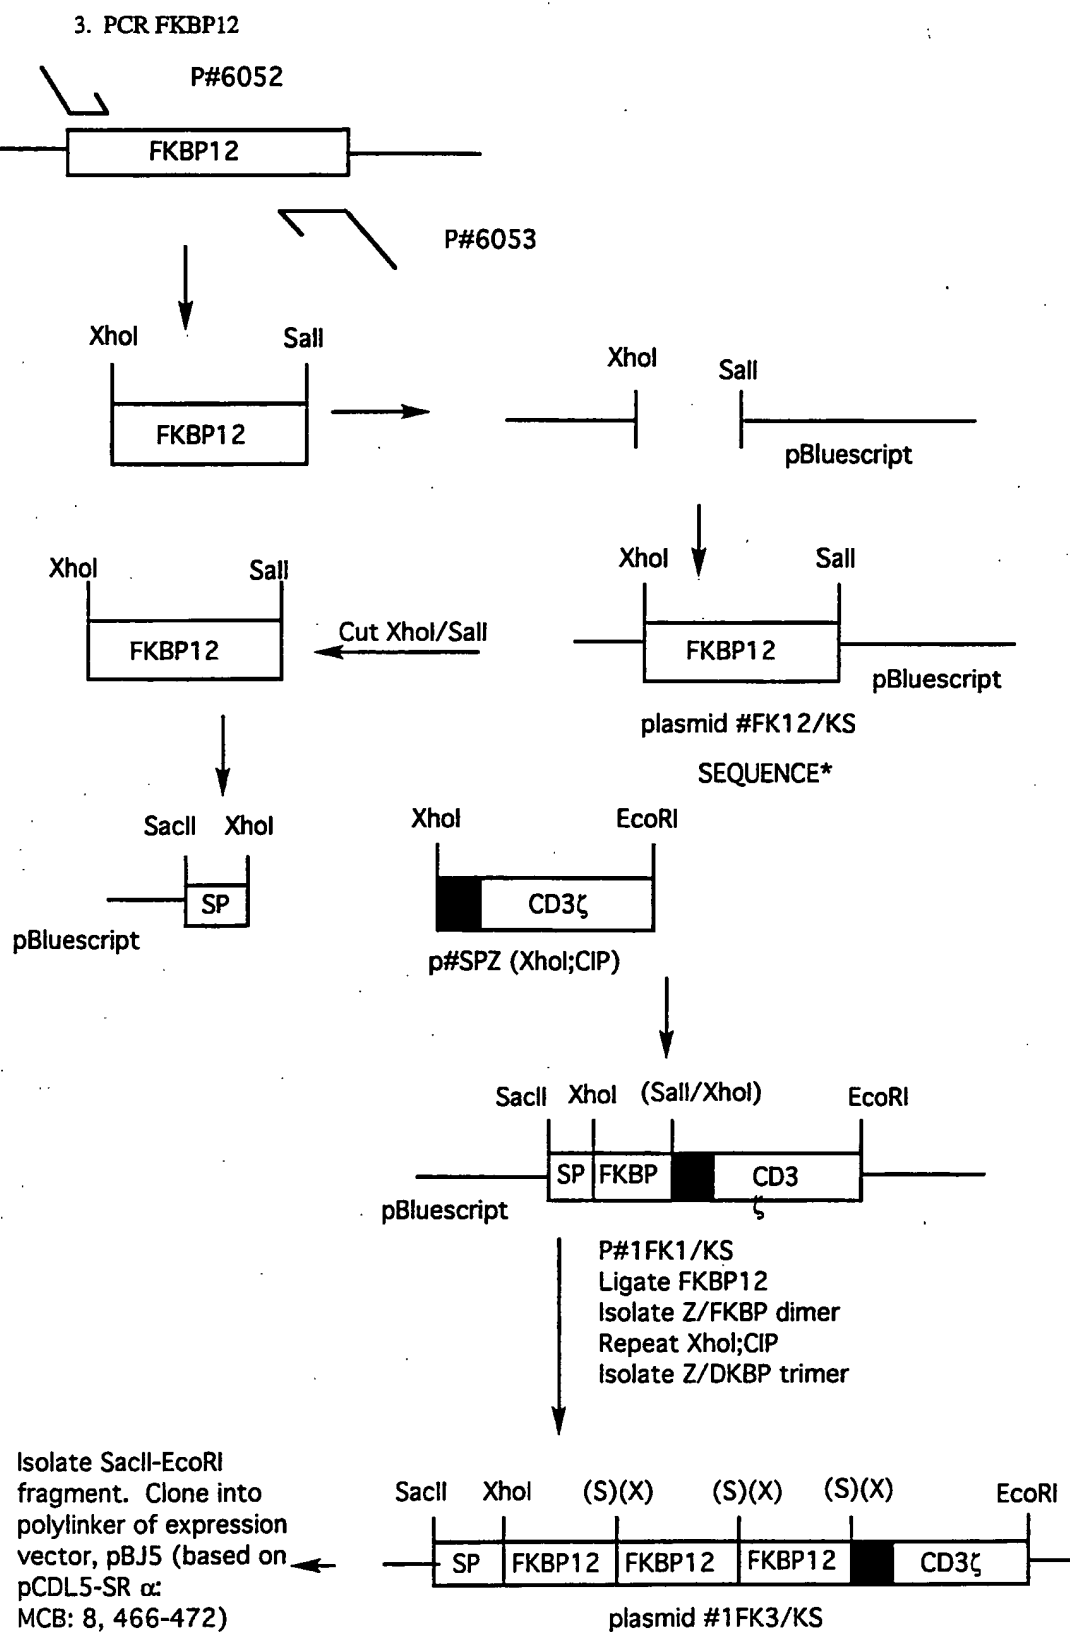 3. PCR FKBP12
P#6052
FKBP12
P#6053
XhoI SalI
FKBP12
XhoI SalI
pBluescript
XhoI SalI
FKBP12
Cut XhoI/SalI
XhoI SalI
FKBP12
pBluescript
plasmid #FK12/KS
SEQUENCE*
SacII XhoI
SP
pBluescript
XhoI EcoRI
CD3ζ
p#SPZ (XhoI;CIP)
SacII XhoI (SalI/XhoI) EcoRI
SP FKBP CD3
ζ
pBluescript
P#1FK1/KS
Ligate FKBP12
Isolate Z/FKBP dimer
Repeat XhoI;CIP
Isolate Z/DKBP trimer
Isolate SacII-EcoRI
fragment. Clone into
polylinker of expression
vector, pBJ5 (based on
pCDL5-SR α:
MCB: 8, 466-472)
SacII XhoI (S)(X) (S)(X) (S)(X) EcoRI
SP FKBP12 FKBP12 FKBP12 CD3ζ
plasmid #1FK3/KS